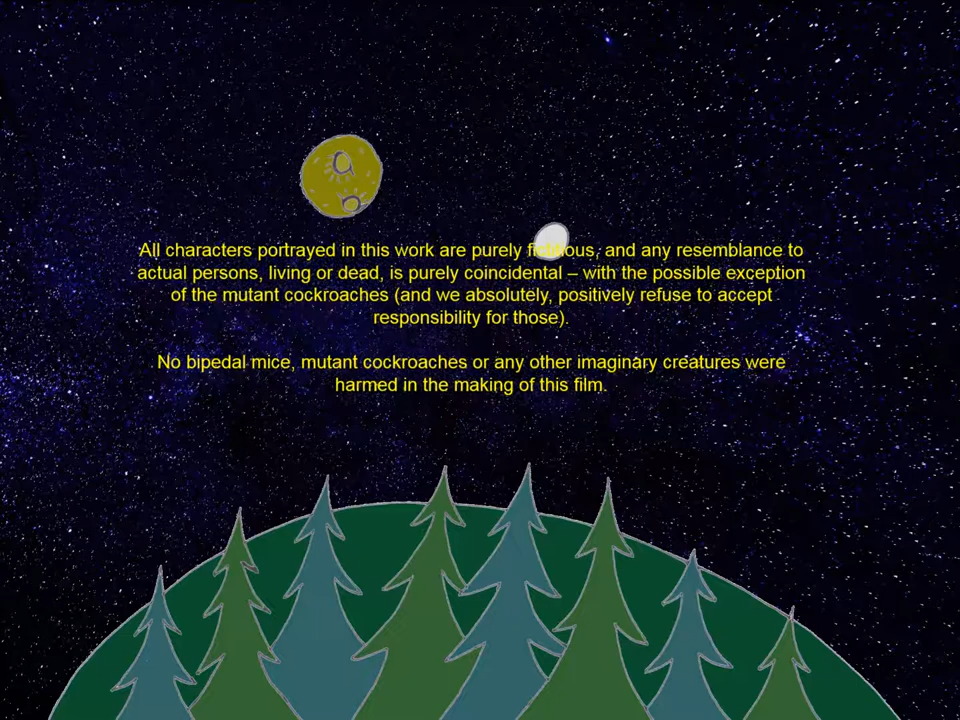 All characters portrayed in this work are purely fictitious, and any resemblance to
actual persons, living or dead, is purely coincidental – with the possible exception
of the mutant cockroaches (and we absolutely, positively refuse to accept
responsibility for those).
No bipedal mice, mutant cockroaches or any other imaginary creatures were
harmed in the making of this film.